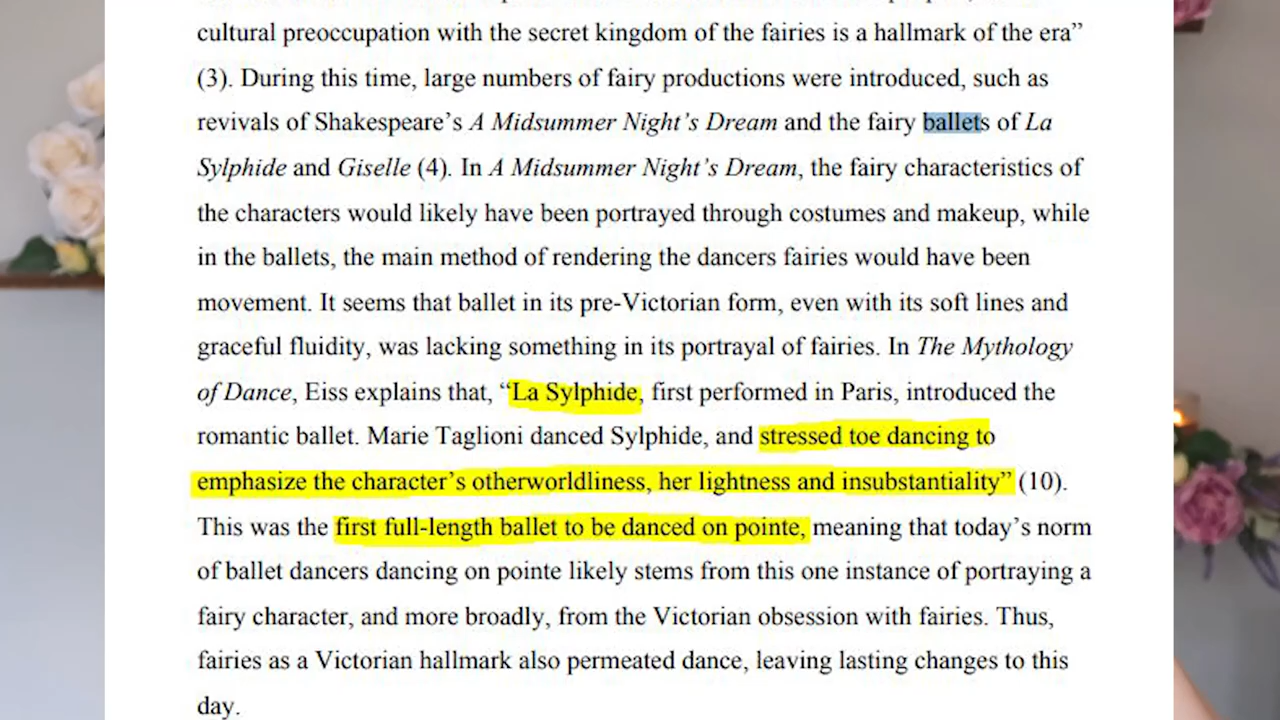 cultural preoccupation with the secret kingdom of the fairies is a hallmark of the era”
(3). During this time, large numbers of fairy productions were introduced, such as
revivals of Shakespeare’s A Midsummer Night’s Dream and the fairy ballets of La
Sylphide and Giselle (4). In A Midsummer Night’s Dream, the fairy characteristics of
the characters would likely have been portrayed through costumes and makeup, while
in the ballets, the main method of rendering the dancers fairies would have been
movement. It seems that ballet in its pre-Victorian form, even with its soft lines and
graceful fluidity, was lacking something in its portrayal of fairies. In The Mythology
of Dance, Eiss explains that, “La Sylphide, first performed in Paris, introduced the
romantic ballet. Marie Taglioni danced Sylphide, and stressed toe dancing to
emphasize the character’s otherworldliness, her lightness and insubstantiality” (10).
This was the first full-length ballet to be danced on pointe, meaning that today’s norm
of ballet dancers dancing on pointe likely stems from this one instance of portraying a
fairy character, and more broadly, from the Victorian obsession with fairies. Thus,
fairies as a Victorian hallmark also permeated dance, leaving lasting changes to this
day.